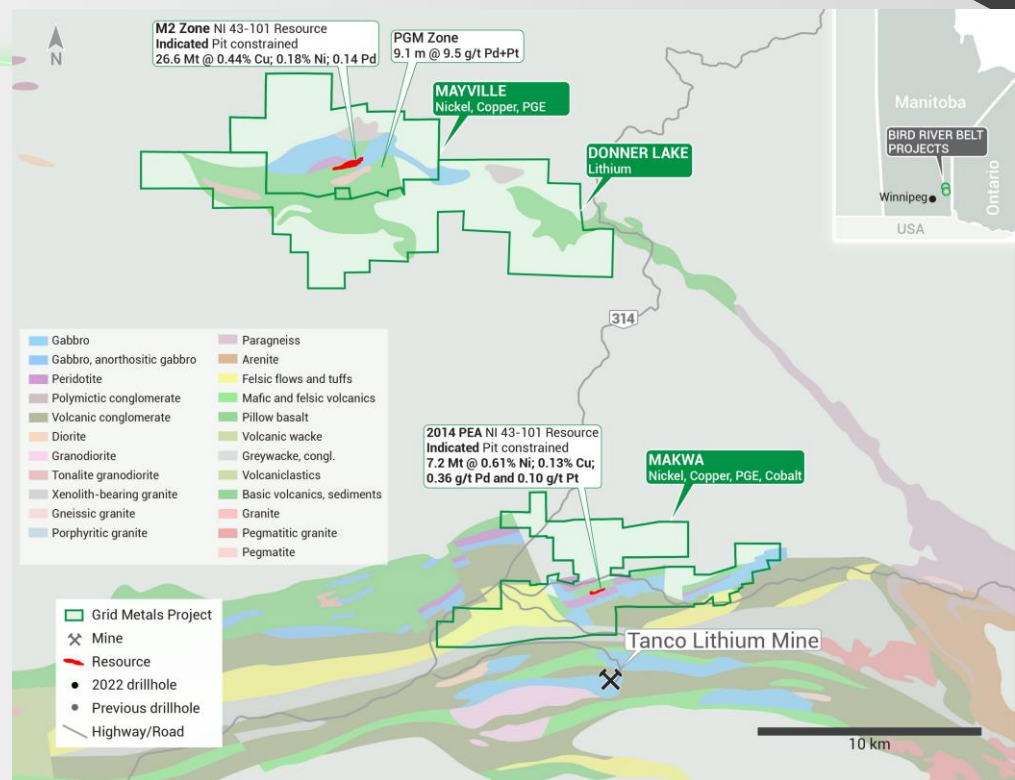 N
M2 Zone NI 43-101 Resource
Indicated Pit constrained
26.6 Mt @ 0.44% Cu; 0.18% Ni; 0.14 Pd
PGM Zone
9.1 m @ 9.5 g/t Pd+Pt
MAYVILLE
Nickel, Copper, PGE
DONNER LAKE
Lithium
Manitoba
BIRD RIVER BELT
PROJECTS
Winnipeg
Ontario
USA
314
Gabbro
Gabbro, anorthositic gabbro
Peridotite
Polymictic conglomerate
Volcanic conglomerate
Diorite
Granodiorite
Tonalite granodiorite
Xenolith-bearing granite
Gneissic granite
Porphyritic granite
Paragneiss
Arenite
Felsic flows and tuffs
Mafic and felsic volcanics
Pillow basalt
Volcanic wacke
Greywacke, congl.
Volcaniclastics
Basic volcanics, sediments
Granite
Pegmatitic granite
Pegmatite
2014 PEA NI 43-101 Resource
Indicated Pit constrained
7.2 Mt @ 0.61% Ni; 0.13% Cu;
0.36 g/t Pd and 0.10 g/t Pt
MAKWA
Nickel, Copper, PGE, Cobalt
Grid Metals Project
Mine
Resource
2022 drillhole
Previous drillhole
Highway/Road
Tanco Lithium Mine
10 km